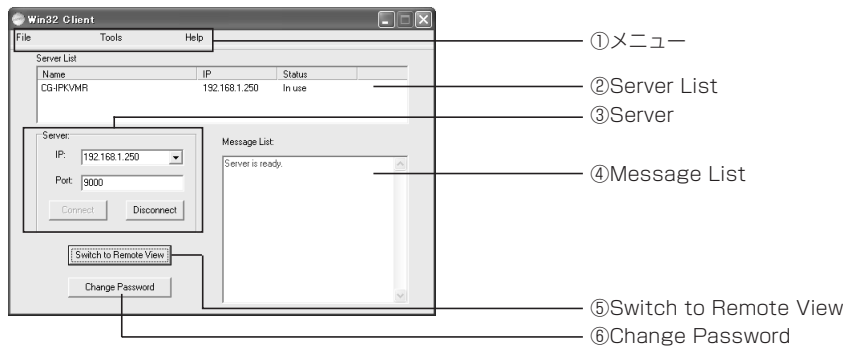 Win32 Client
File Tools Help
①メニュー
Server List
Name IP Status
CG-IPKVMR 192.168.1.250 In use
②Server List
③Server
Server:
IP: 192.168.1.250
Port: 9000
Connect Disconnect
Message List:
Server is ready.
④Message List
Switch to Remote View
Change Password
⑤Switch to Remote View
⑥Change Password